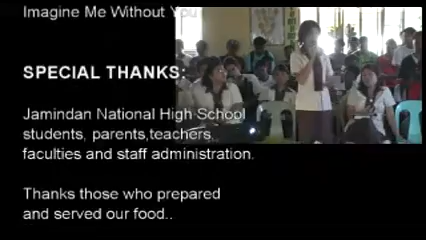 Imagine Me Without You
SPECIAL THANKS:
Jamindan National High School
students, parents,teachers.
faculties and staff administration.
Thanks those who prepared
and served our food..